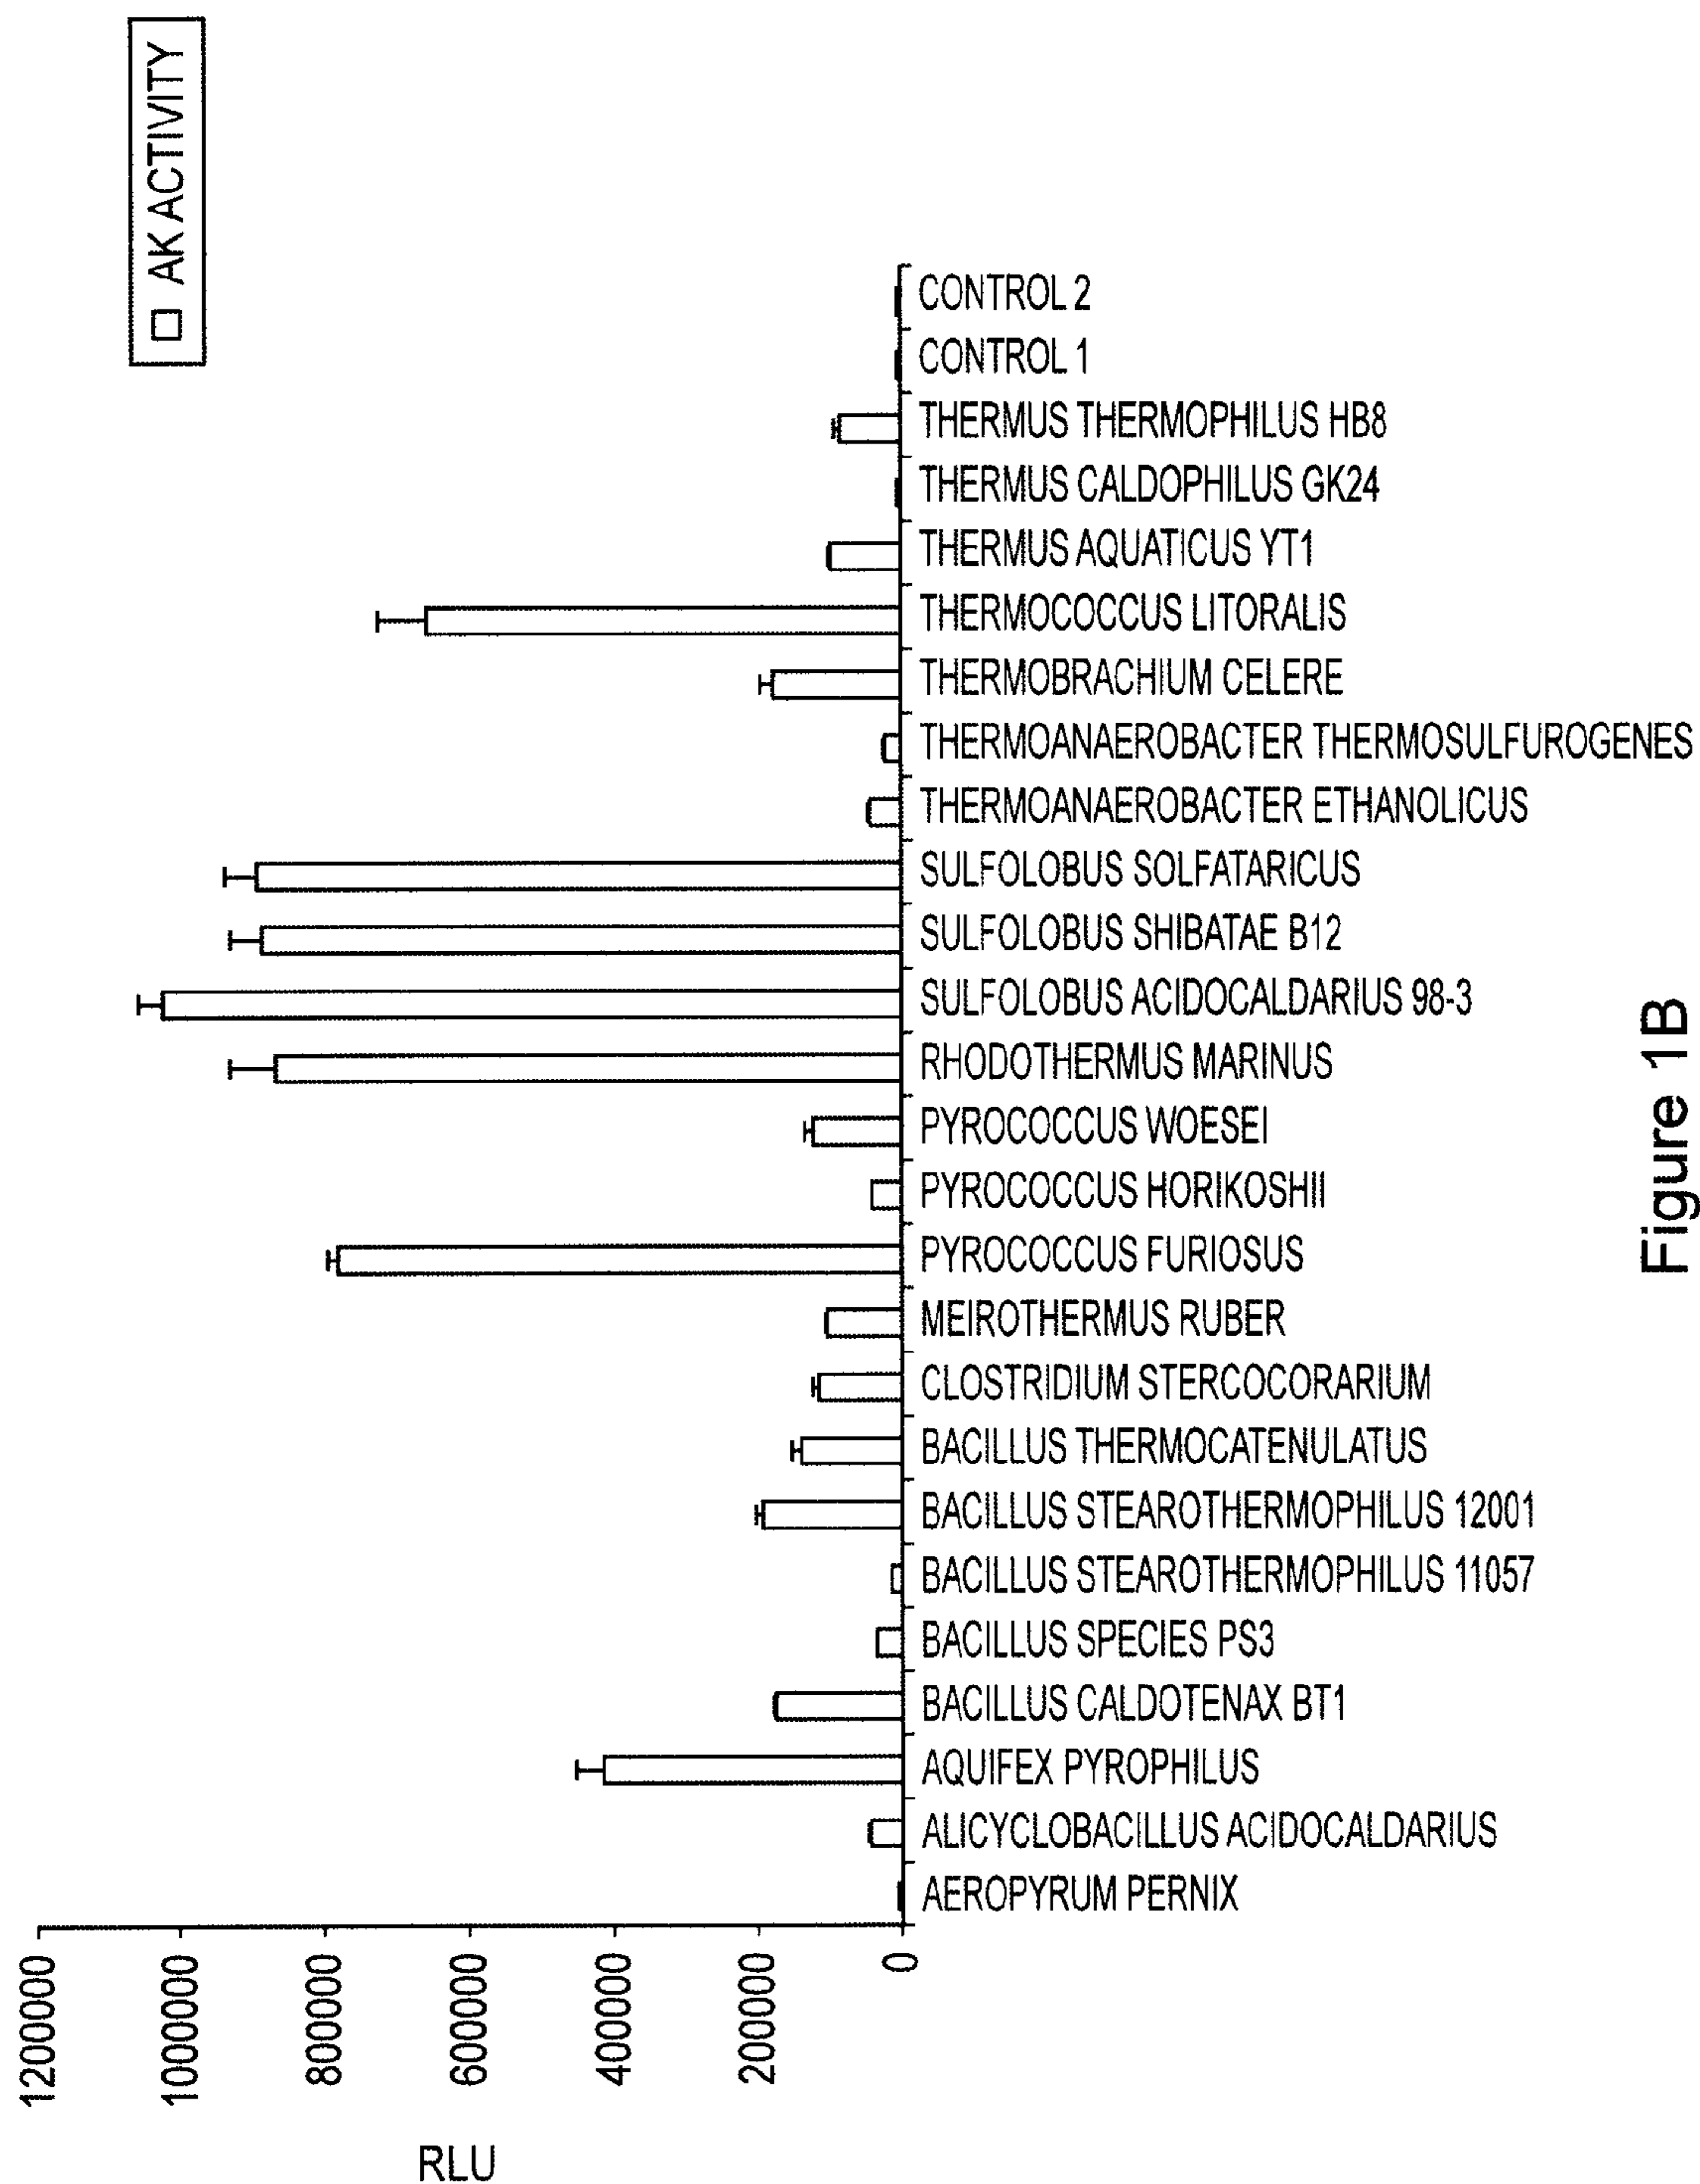 AK ACTIVITY
1200000
1000000
800000
600000
400000
200000
0
RLU
AEROPYRUM PERNIX
ALICYCLOBACILLUS ACIDOCALDARIUS
AQUIFEX PYROPHILUS
BACILLUS CALDOTENAX BT1
BACILLUS SPECIES PS3
BACILLUS STEAROTHERMOPHILUS 11057
BACILLUS STEAROTHERMOPHILUS 12001
BACILLUS THERMOCATENULATUS
CLOSTRIDIUM STERCOCORARIUM
MEIROTHERMUS RUBER
PYROCOCCUS FURIOSUS
PYROCOCCUS HORIKOSHII
PYROCOCCUS WOESEI
RHODOTHERMUS MARINUS
SULFOLOBUS ACIDOCALDARIUS 98-3
SULFOLOBUS SHIBATAE B12
SULFOLOBUS SOLFATARICUS
THERMOANAEROBACTER ETHANOLICUS
THERMOANAEROBACTER THERMOSULFUROGENES
THERMOBRACHIUM CELERE
THERMOCOCCUS LITORALIS
THERMUS AQUATICUS YT1
THERMUS CALDOPHILUS GK24
THERMUS THERMOPHILUS HB8
CONTROL 1
CONTROL 2
Figure 1B